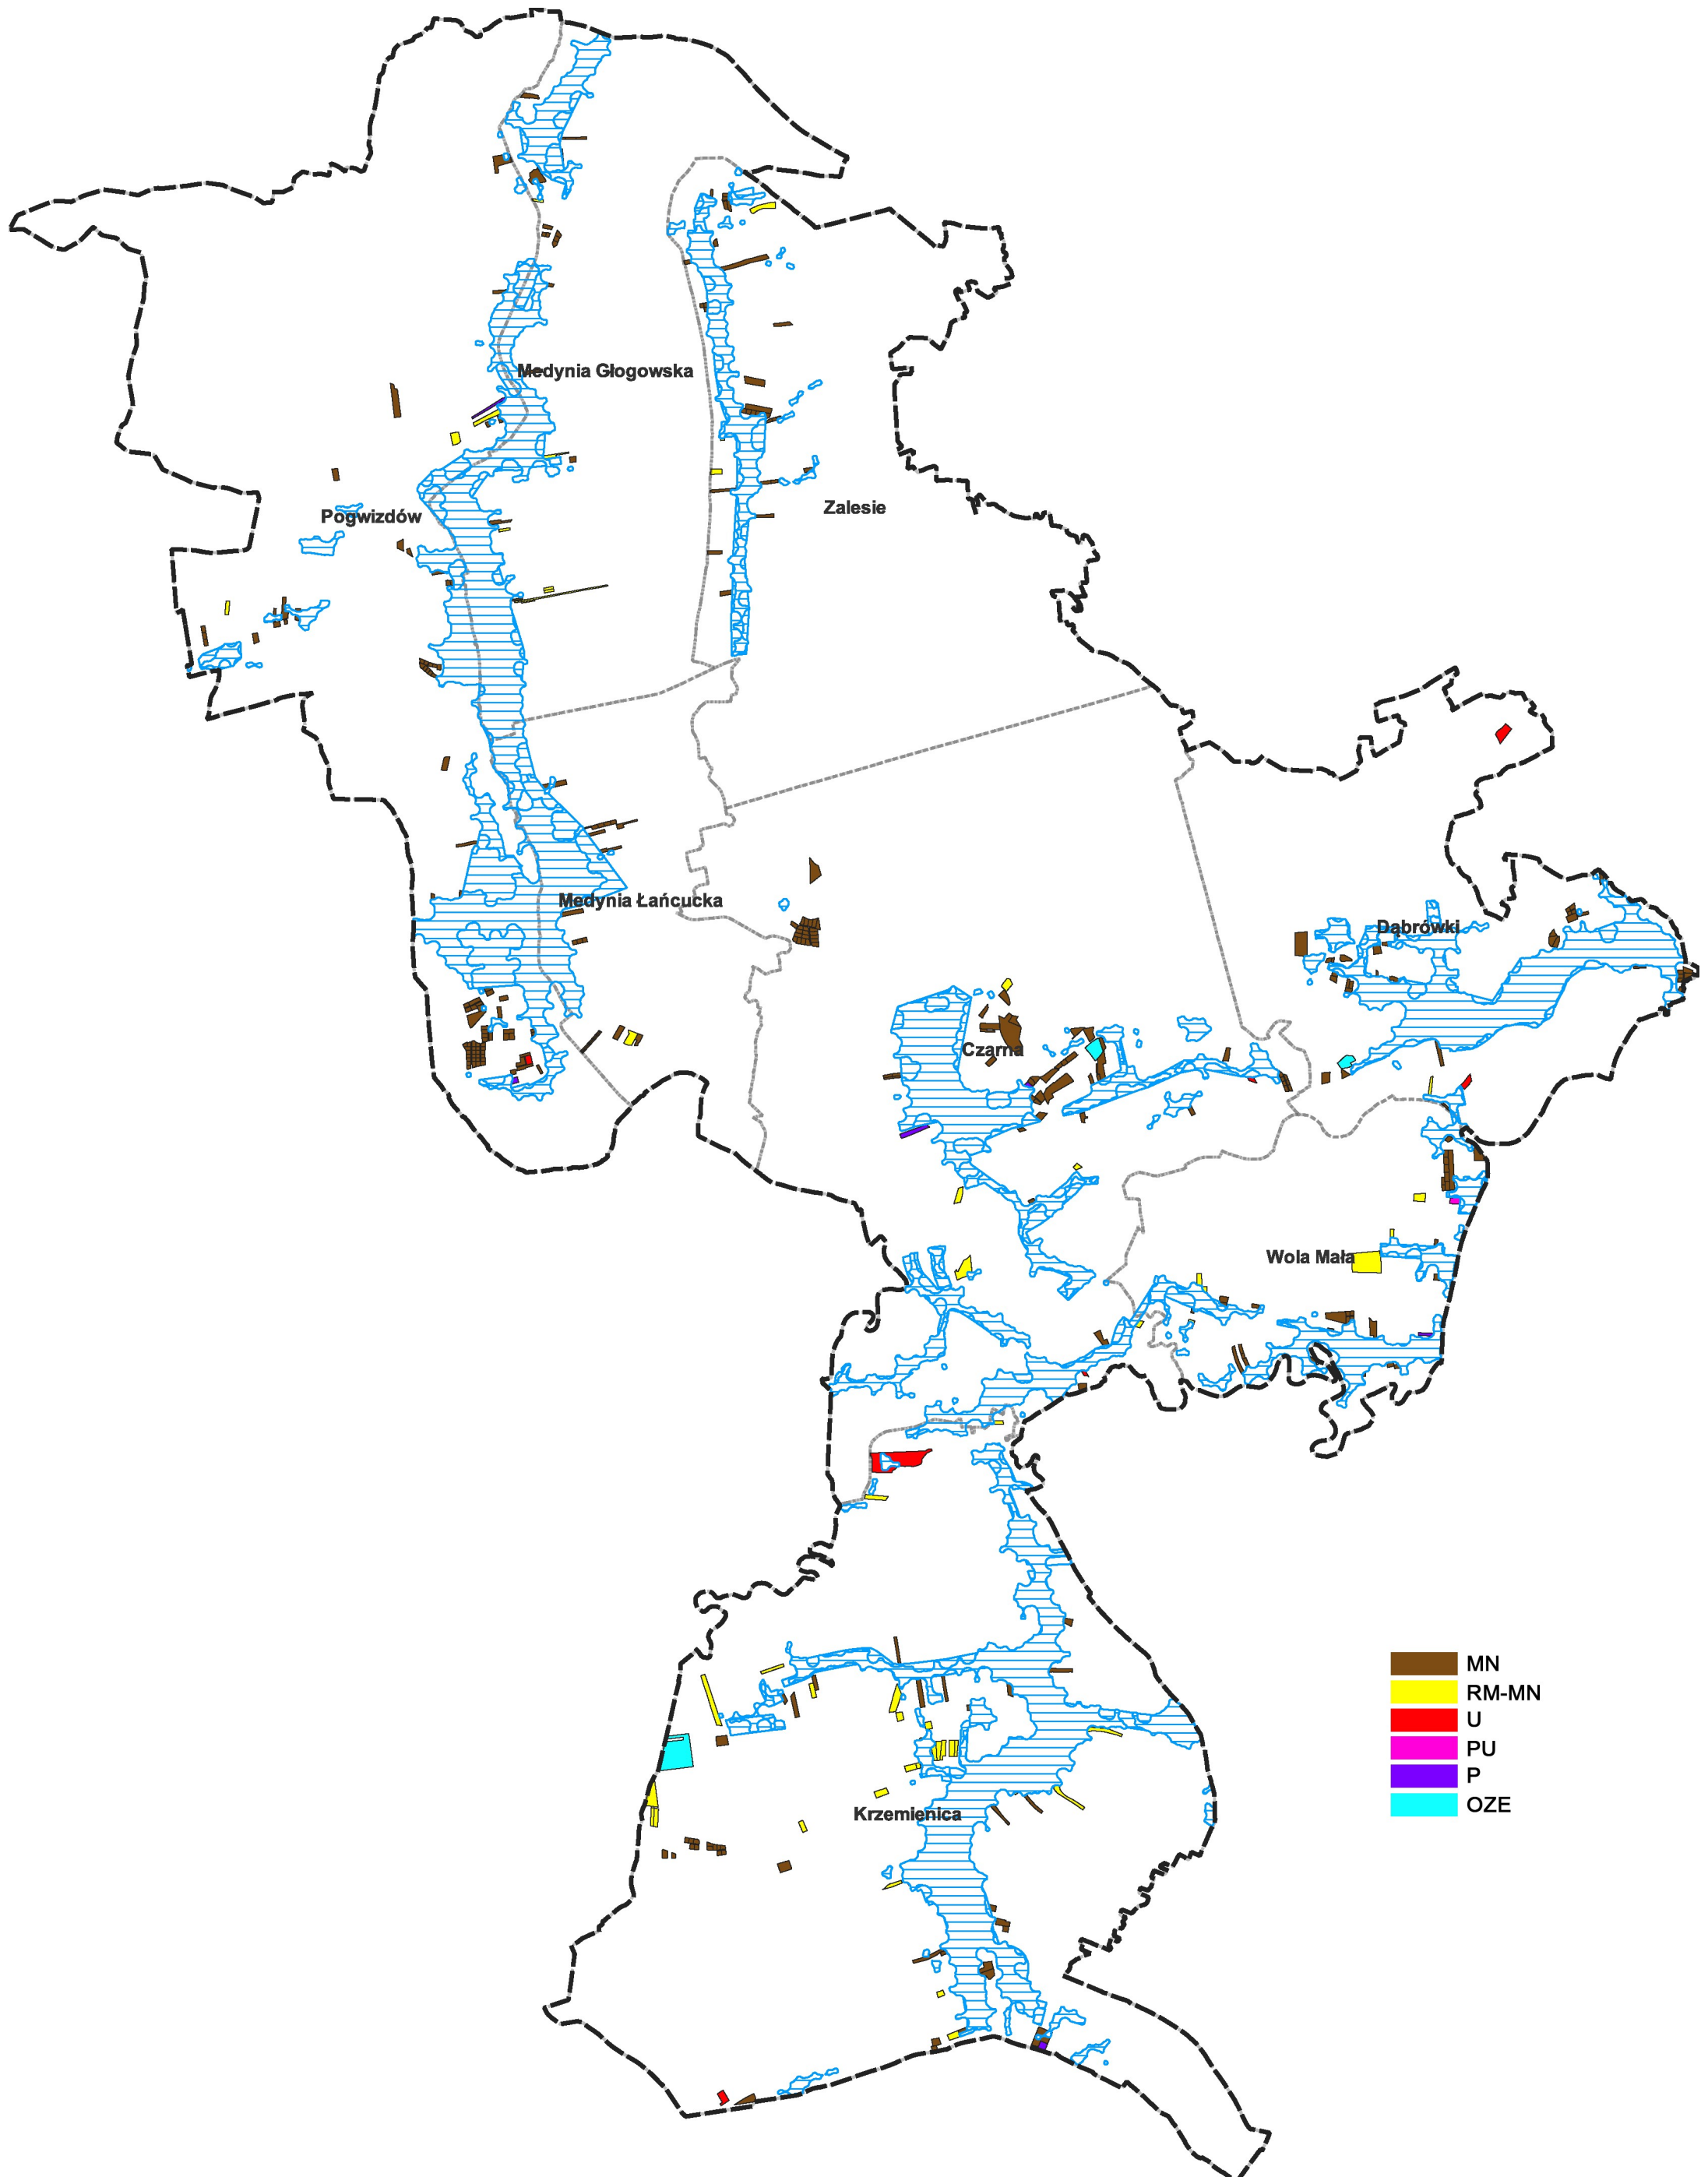 Medynia Głogowska
Zalesie
Pogwizdów
Medynia Łańcucka
Dąbrówki
Czarna
Wola Mała
MN
RM-MN
U
PU
P
OZE
Krzemienica